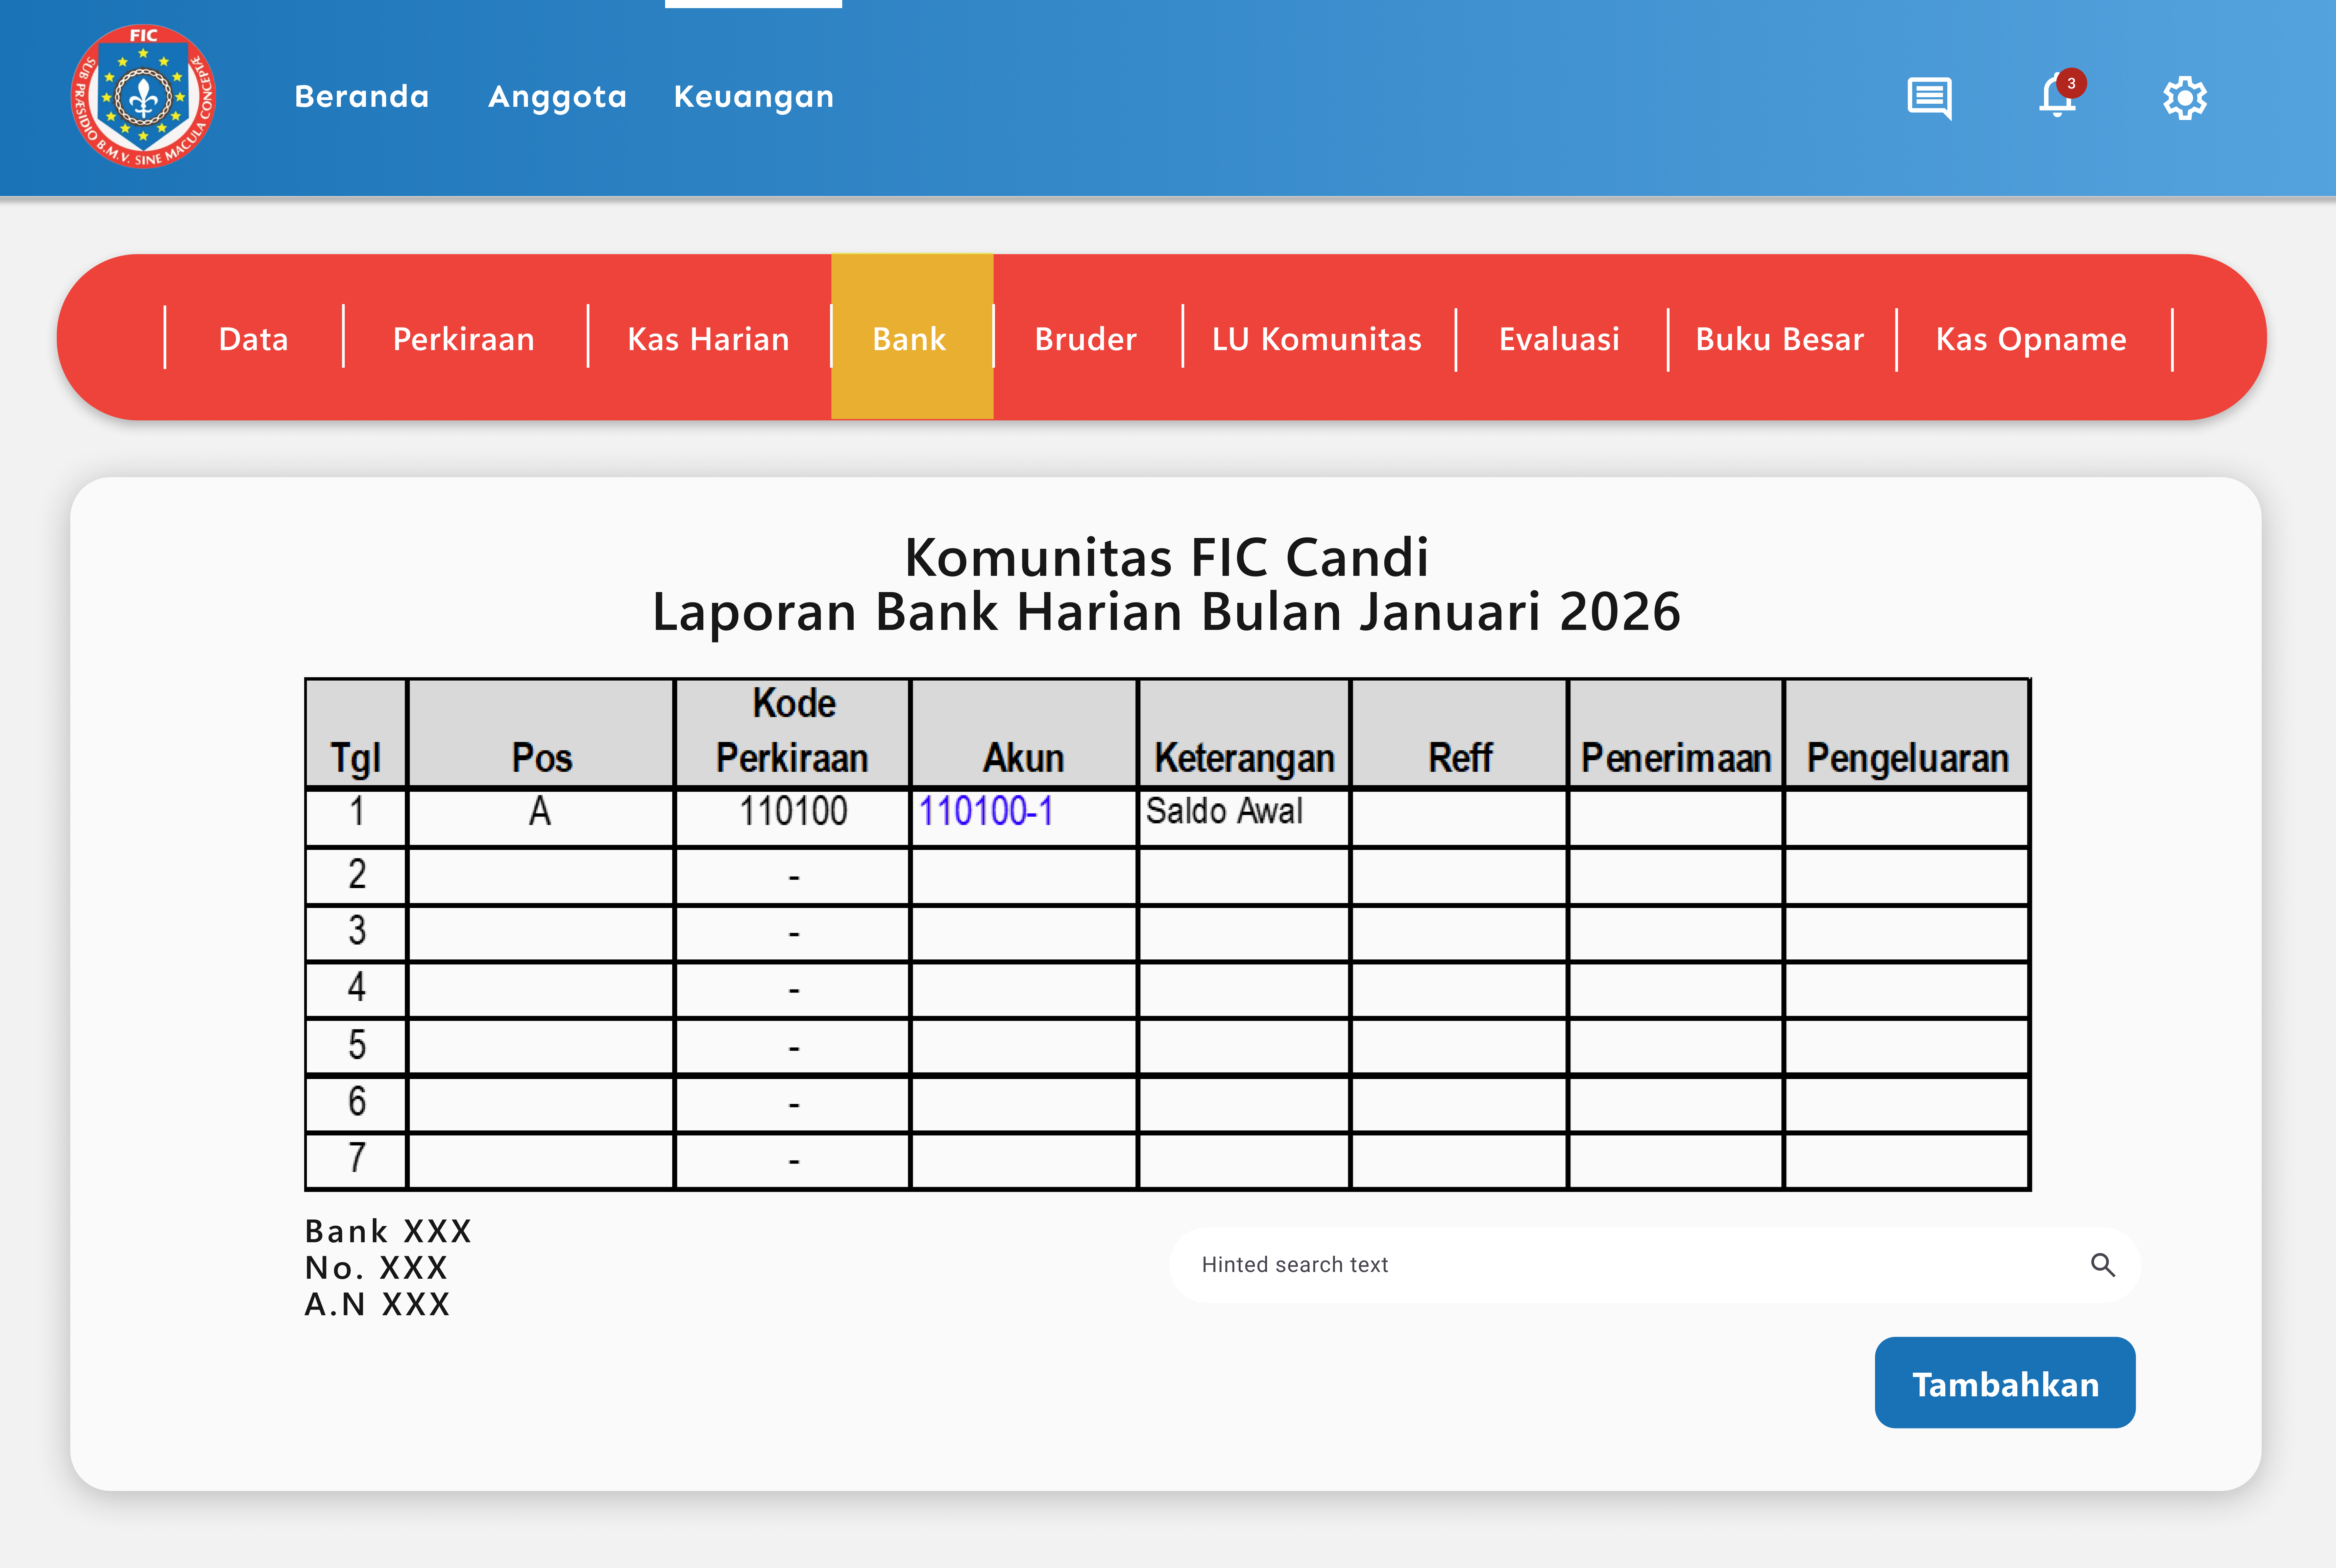 FIC
SUB PRÆSIDIO B.M.V. SINE MACULA CONCEPTÆ
Beranda Anggota Keuangan
3
Data Perkiraan Kas Harian Bank Bruder LU Komunitas Evaluasi Buku Besar Kas Opname
Komunitas FIC Candi
Laporan Bank Harian Bulan Januari 2026
Tgl Pos Kode Perkiraan Akun Keterangan Reff Penerimaan Pengeluaran
1 A 110100 110100-1 Saldo Awal
2 -
3 -
4 -
5 -
6 -
7 -
Bank XXX
No. XXX
A.N XXX
Hinted search text
Tambahkan